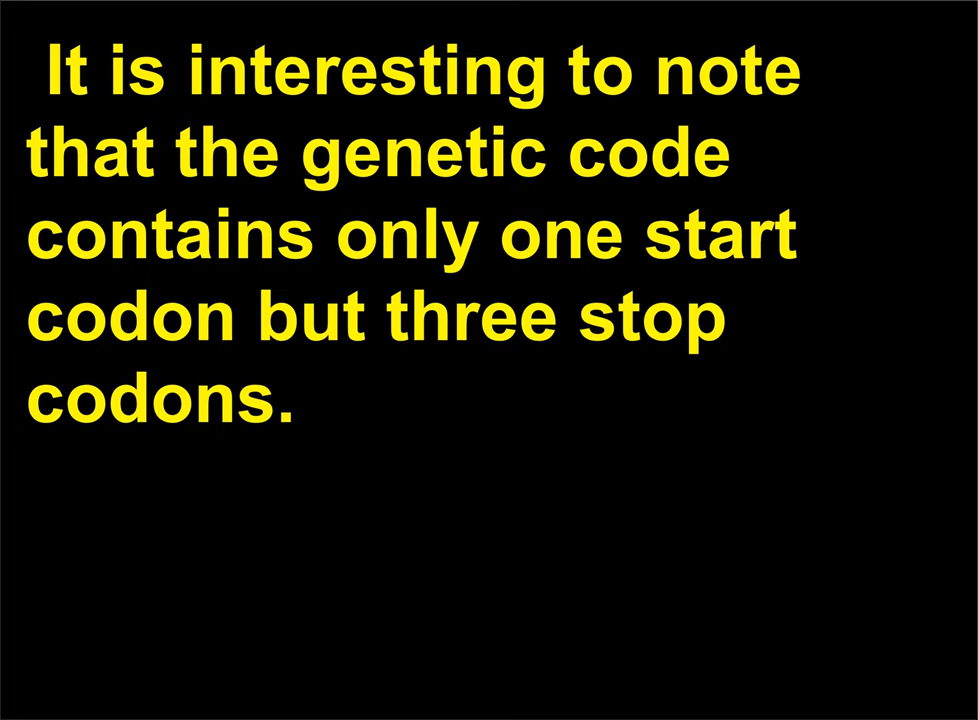 It is interesting to note
that the genetic code
contains only one start
codon but three stop
codons.